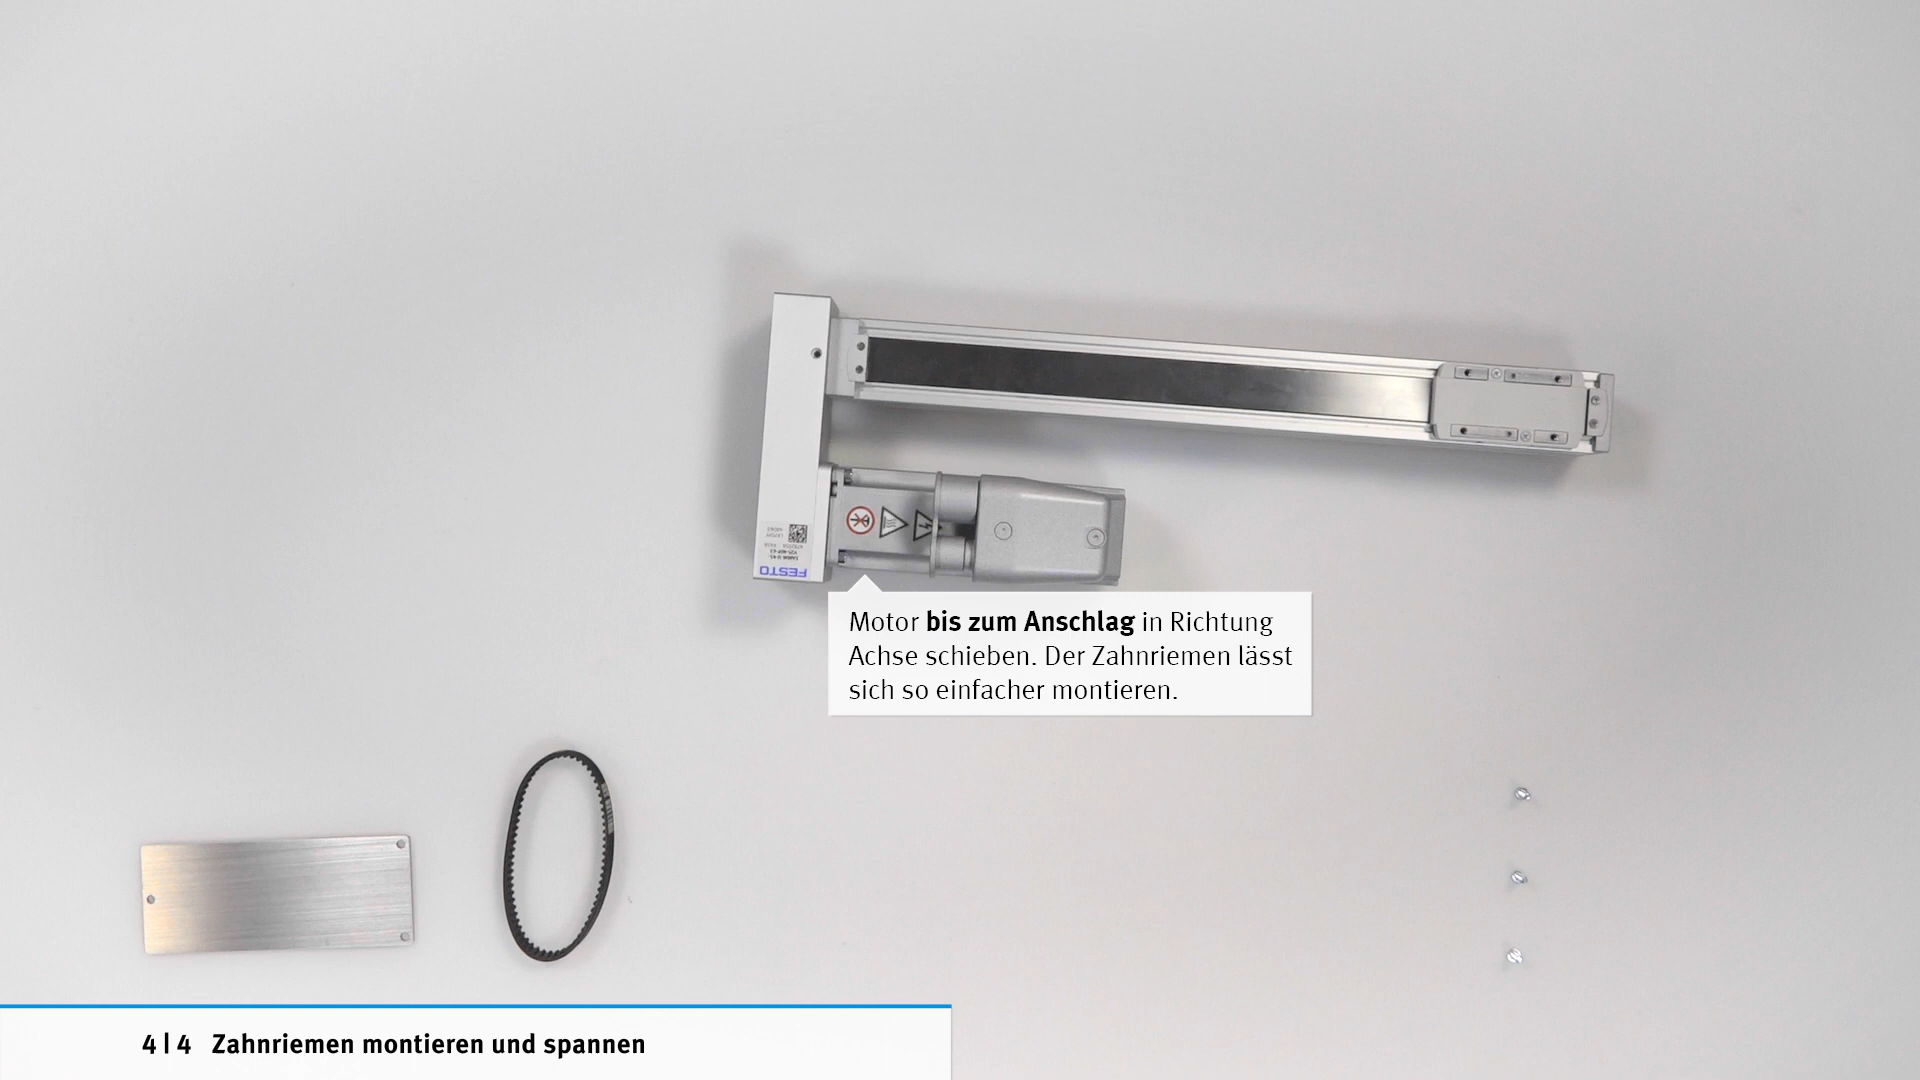 FESTO
Motor bis zum Anschlag in Richtung
Achse schieben. Der Zahnriemen lässt
sich so einfacher montieren.
4 | 4 Zahnriemen montieren und spannen